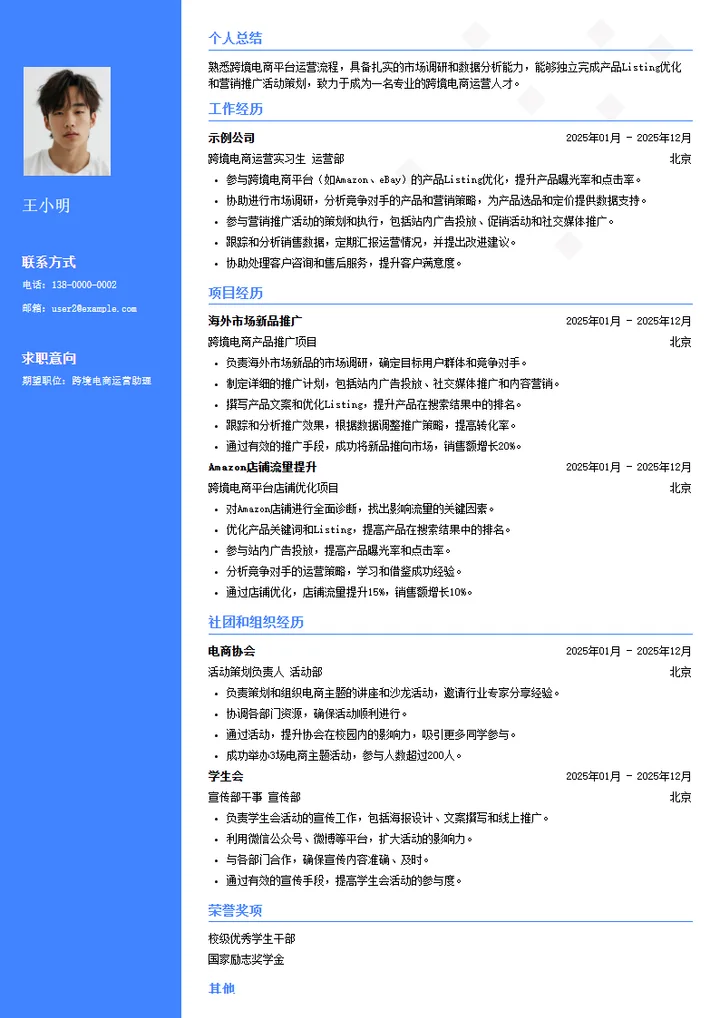 王小明
联系方式
电话：138-0000-0002
邮箱：user2@example.com
求职意向
期望职位：跨境电商运营助理
个人总结
熟悉跨境电商平台运营流程，具备扎实的市场调研和数据分析能力，能够独立完成产品Listing优化
和营销推广活动策划，致力于成为一名专业的跨境电商运营人才。
工作经历
示创公司 2025年01月 - 2025年12月
跨境电商运营实习生 运营部 北京
• 参与跨境电商平台（如Amazon、eBay）的产品Listing优化，提升产品曝光率和点击率。
• 协助进行市场调研，分析竞争对手的产品和营销策略，为产品选品和定价提供数据支持。
• 参与营销推广活动的策划和执行，包括站内广告投放、促销活动和社交媒体推广。
• 跟踪和分析销售数据，定期汇报运营情况，并提出改进建议。
• 协助处理客户咨询和售后服务，提升客户满意度。
项目经历
海外市场新品推广 2025年01月 - 2025年12月
跨境电商产品推广项目 北京
• 负责海外市场新品的市场调研，确定目标用户群体和竞争对手。
• 制定详细的推广计划，包括站内广告投放、社交媒体推广和内容营销。
• 撰写产品文案和优化Listing，提升产品在搜索结果中的排名。
• 跟踪和分析推广效果，根据数据调整推广策略，提高转化率。
• 通过有效的推广手段，成功将新品推向市场，销售额增长20%。
Amazon店铺流量提升 2025年01月 - 2025年12月
跨境电商平台店铺优化项目 北京
• 对Amazon店铺进行全面诊断，找出影响流量的关键因素。
• 优化产品关键词和Listing，提高产品在搜索结果中的排名。
• 参与站内广告投放，提高产品曝光率和点击率。
• 分析竞争对手的运营策略，学习和借鉴成功经验。
• 通过店铺优化，店铺流量提升15%，销售额增长10%。
社团和组织经历
电商协会 2025年01月 - 2025年12月
活动策划负责人 活动部 北京
• 负责策划和组织电商主题的讲座和沙龙活动，邀请行业专家分享经验。
• 协调各部门资源，确保活动顺利进行。
• 通过活动，提升协会在校园内的影响力，吸引更多同学参与。
• 成功举办3场电商主题活动，参与人数超过200人。
学生会 2025年01月 - 2025年12月
宣传部干事 宣传部 北京
• 负责学生会活动的宣传工作，包括海报设计、文案撰写和线上推广。
• 利用微信公众号、微博等平台，扩大活动的影响力。
• 与各部门合作，确保宣传内容准确、及时。
• 通过有效的宣传手段，提高学生会活动的参与度。
荣誉奖项
校级优秀学生干部
国家励志奖学金
其他